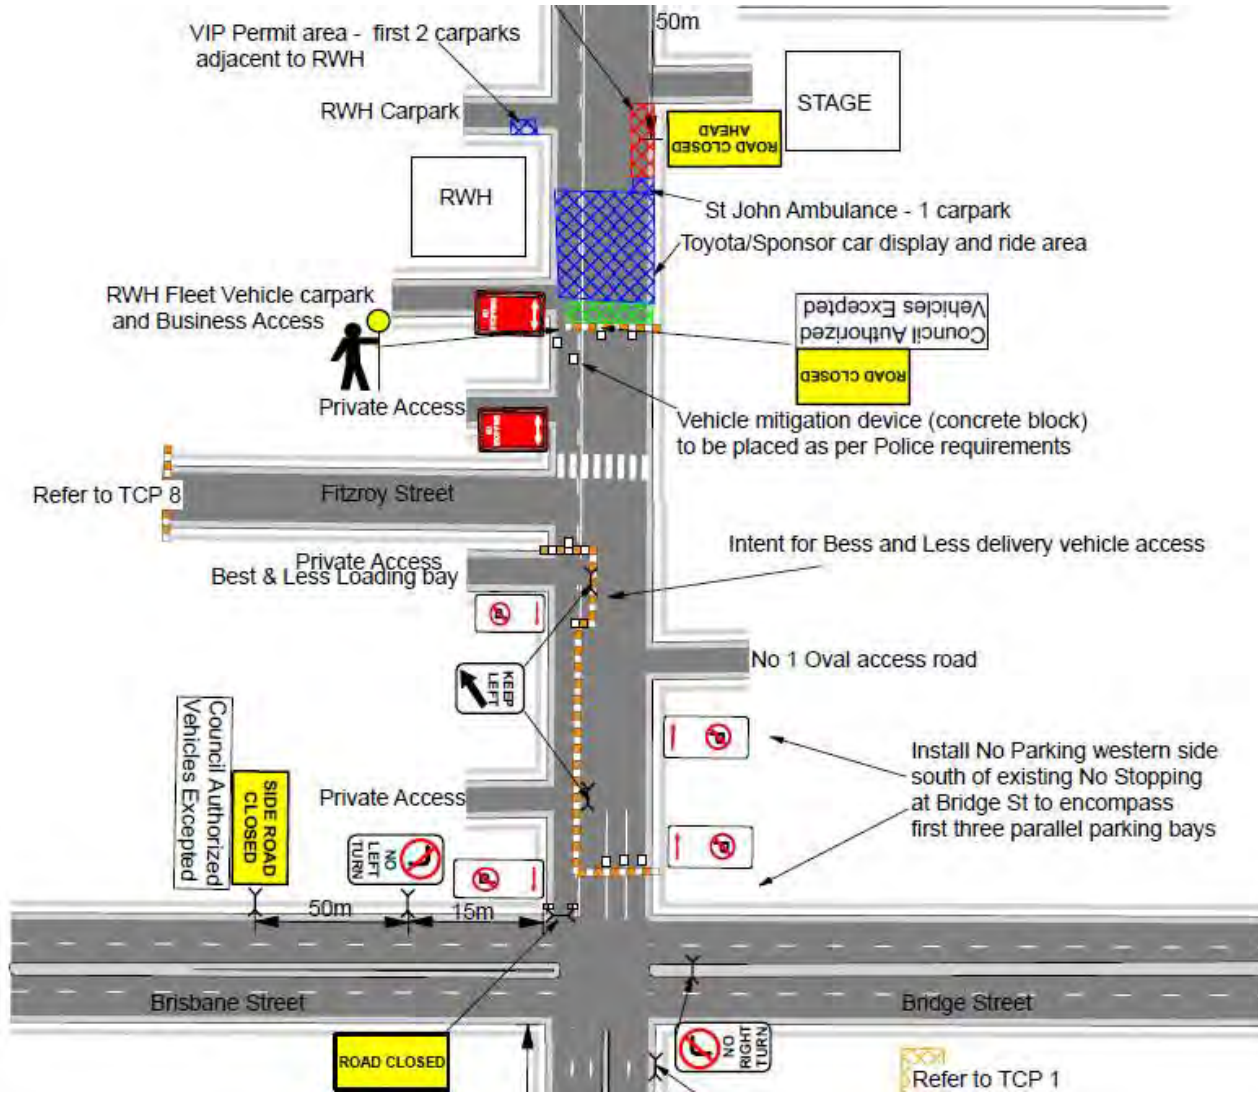 50m
VIP Permit area - first 2 carparks
adjacent to RWH
RWH Carpark
STAGE
ROAD CLOSED
AHEAD
RWH
St John Ambulance - 1 carpark
Toyota/Sponsor car display and ride area
RWH Fleet Vehicle carpark
and Business Access
NO
STOPPING
Council Authorized
Vehicles Excepted
ROAD CLOSED
Private Access
NO
STOPPING
Vehicle mitigation device (concrete block)
to be placed as per Police requirements
Refer to TCP 8
Fitzroy Street
Intent for Bess and Less delivery vehicle access
Private Access
Best & Less Loading bay
No 1 Oval access road
KEEP
LEFT
Council Authorized
Vehicles Excepted
SIDE ROAD
CLOSED
Install No Parking western side
south of existing No Stopping
at Bridge St to encompass
first three parallel parking bays
Private Access
NO
LEFT
TURN
50m
15m
Brisbane Street
Bridge Street
ROAD CLOSED
NO
RIGHT
TURN
Refer to TCP 1